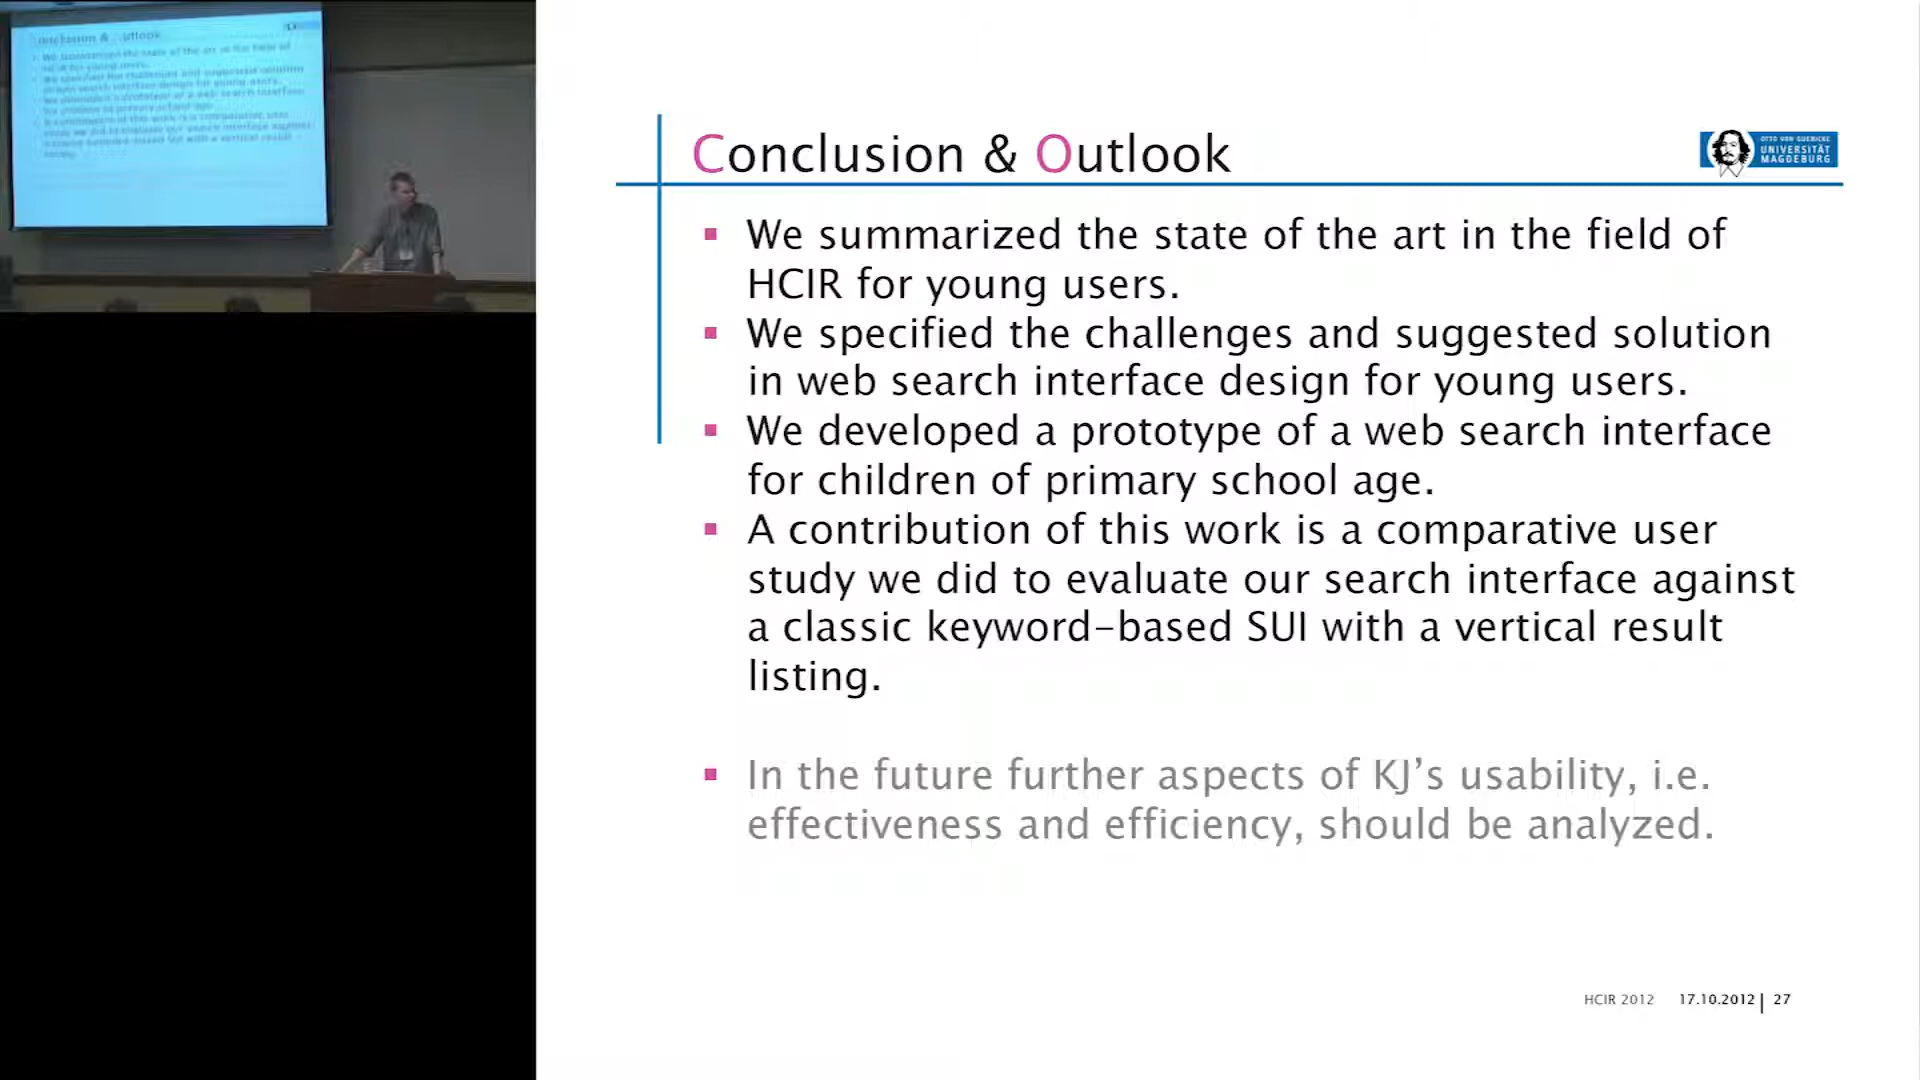 Conclusion & Outlook
OTTO VON GUERICKE
UNIVERSITÄT
MAGDEBURG
▪ We summarized the state of the art in the field of
HCIR for young users.
▪ We specified the challenges and suggested solution
in web search interface design for young users.
▪ We developed a prototype of a web search interface
for children of primary school age.
▪ A contribution of this work is a comparative user
study we did to evaluate our search interface against
a classic keyword-based SUI with a vertical result
listing.
▪ In the future further aspects of KJ’s usability, i.e.
effectiveness and efficiency, should be analyzed.
HCIR 2012 17.10.2012| 27